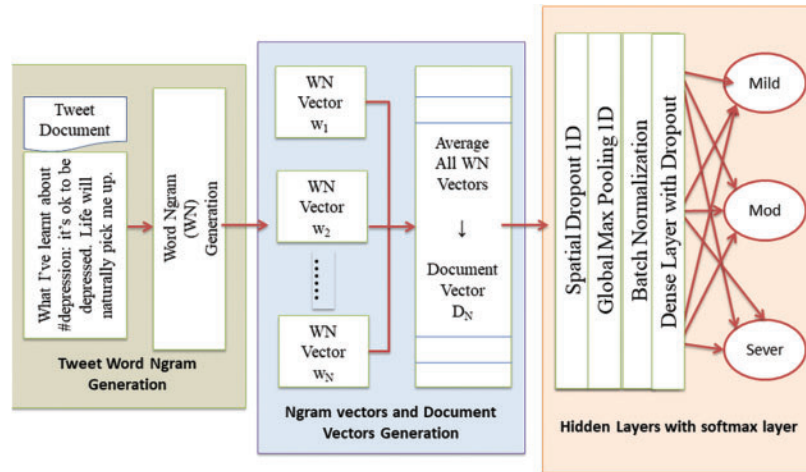 Tweet
Document
What I've learnt about
#depression: it's ok to be
depressed. Life will
naturally pick me up.
Word Ngram
(WN)
Generation
Tweet Word Ngram
Generation
WN
Vector
w1
WN
Vector
w2
......
WN
Vector
wN
Average
All WN
Vectors
↓
Document
Vector
DN
Ngram vectors and Document
Vectors Generation
Spatial Dropout 1D
Global Max Pooling 1D
Batch Normalization
Dense Layer with Dropout
Mild
Mod
Sever
Hidden Layers with softmax layer